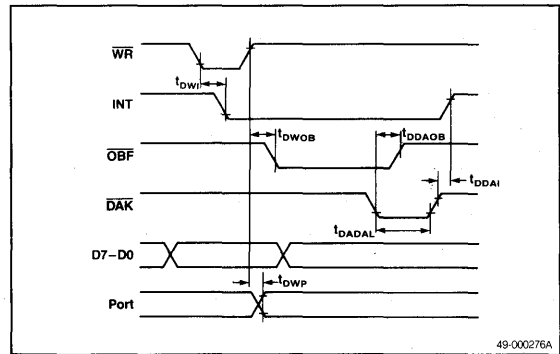 WR
tDWI
INT
tDWOB
tDDAOB
OBF
tDDAI
DAK
tDADAL
D7–D0
tDWP
Port
49-000276A